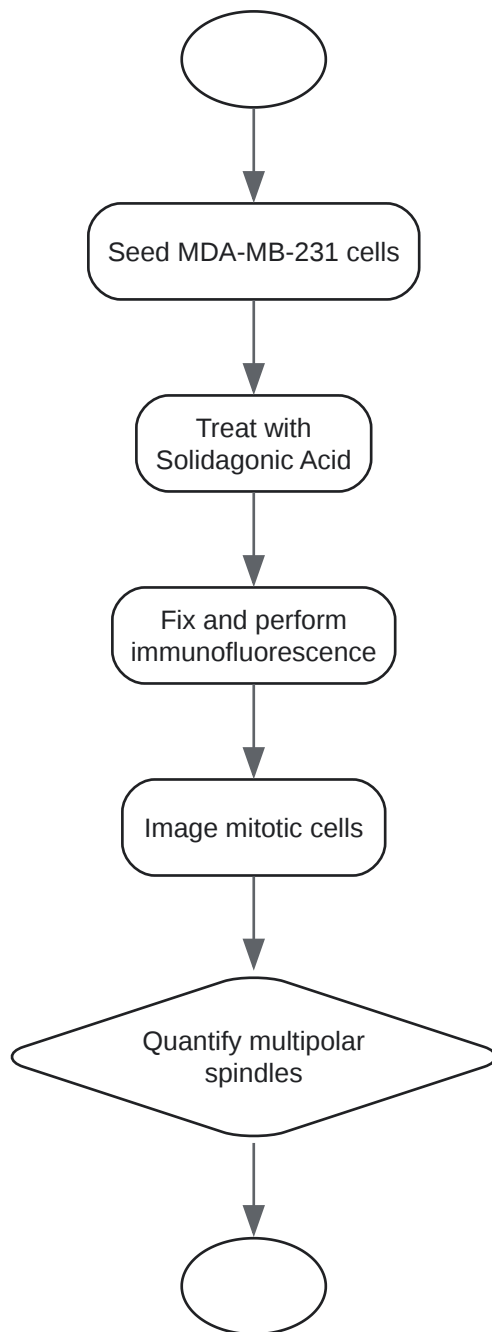 Seed MDA-MB-231 cells
Treat with
Solidagonic Acid
Fix and perform
immunofluorescence
Image mitotic cells
Quantify multipolar
spindles